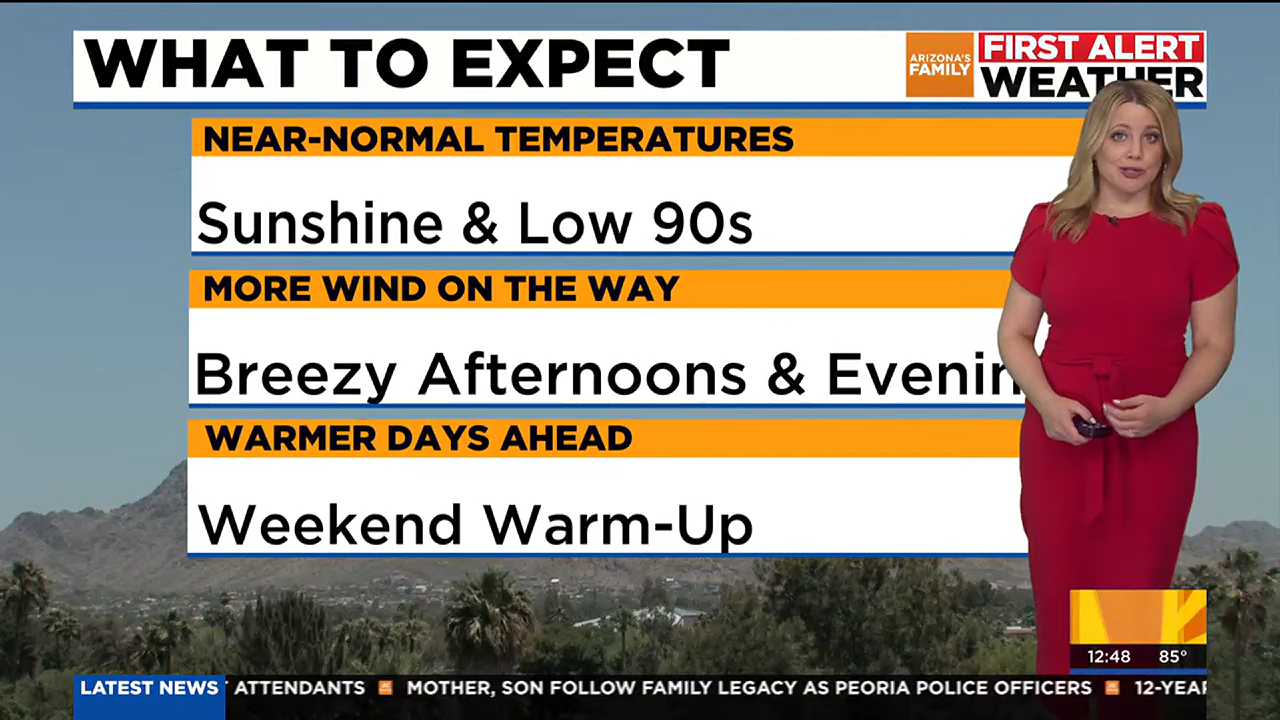 WHAT TO EXPECT
ARIZONA'S
FAMILY
FIRST ALERT
WEATHER
NEAR-NORMAL TEMPERATURES
Sunshine & Low 90s
MORE WIND ON THE WAY
Breezy Afternoons & Evenin
WARMER DAYS AHEAD
Weekend Warm-Up
12:48 85°
LATEST NEWS ATTENDANTS MOTHER, SON FOLLOW FAMILY LEGACY AS PEORIA POLICE OFFICERS 12-YEAR